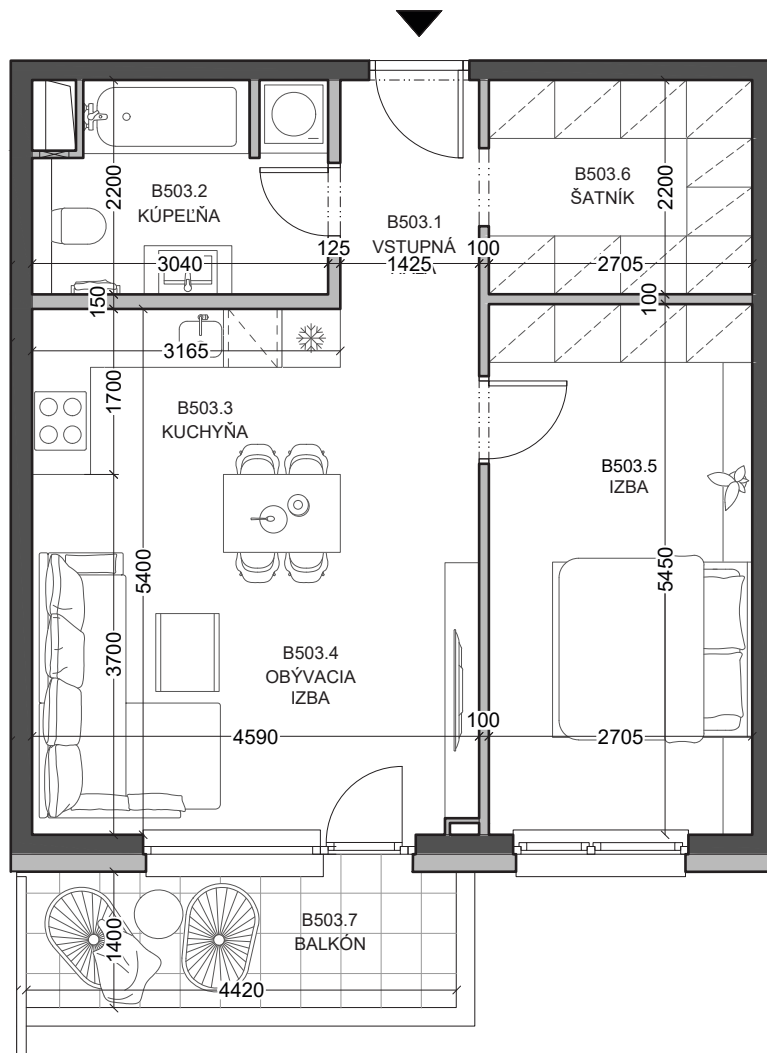 B503.2
KÚPEĽŇA
B503.6
ŠATNÍK
B503.1
VSTUPNÁ
2200
2200
3040
125
1425
100
2705
150
100
3165
1700
B503.3
KUCHYŇA
B503.5
IZBA
5400
5450
3700
B503.4
OBÝVACIA
IZBA
4590
100
2705
B503.7
BALKÓN
1400
4420